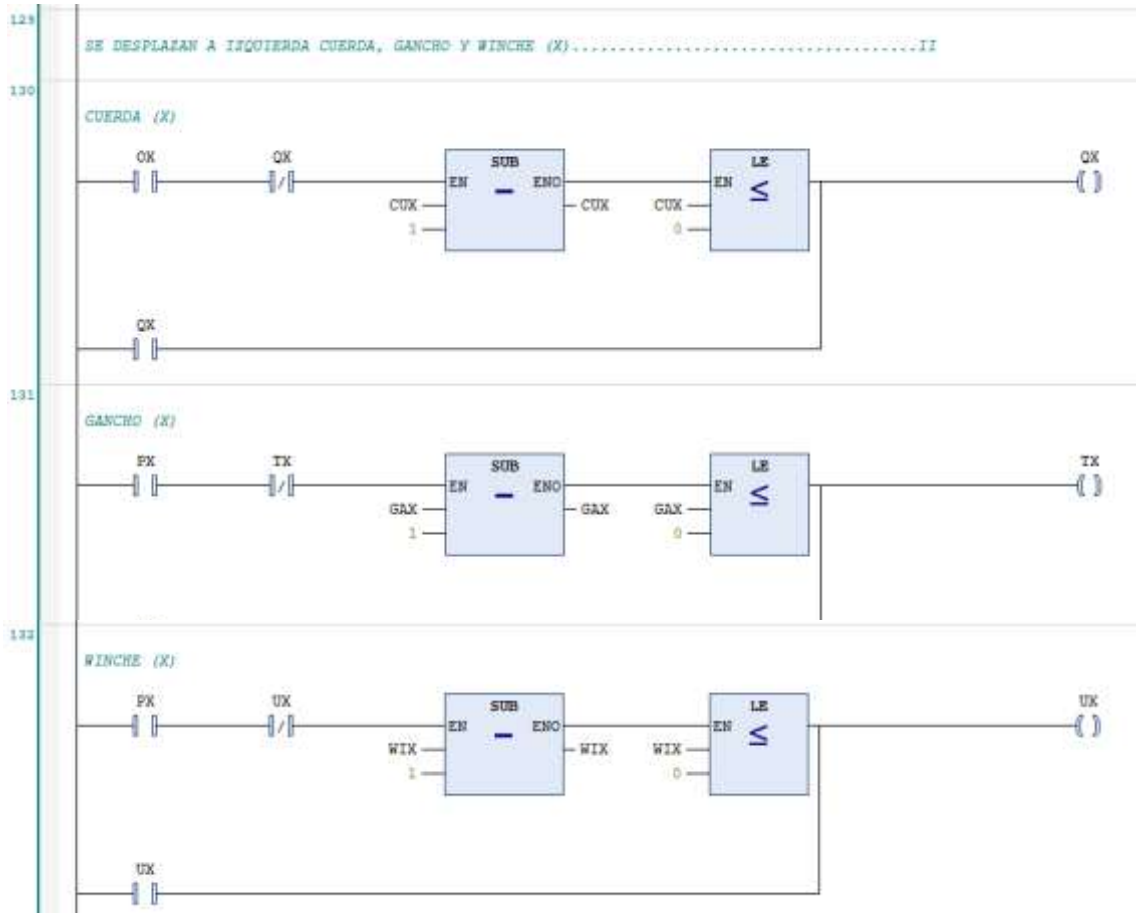 129
SE DESPLAZAN A IZQUIERDA CUERDA, GANCHO Y WINCHE (X)......................................II
130
CUERDA (X)
OX QX SUB LE QX
EN ENO EN
- ≤
CUX CUX CUX
1 0
QX
131
GANCHO (X)
PX TX SUB LE TX
EN ENO EN
- ≤
GAX GAX GAX
1 0
132
WINCHE (X)
PX UX SUB LE UX
EN ENO EN
- ≤
WIX WIX WIX
1 0
UX